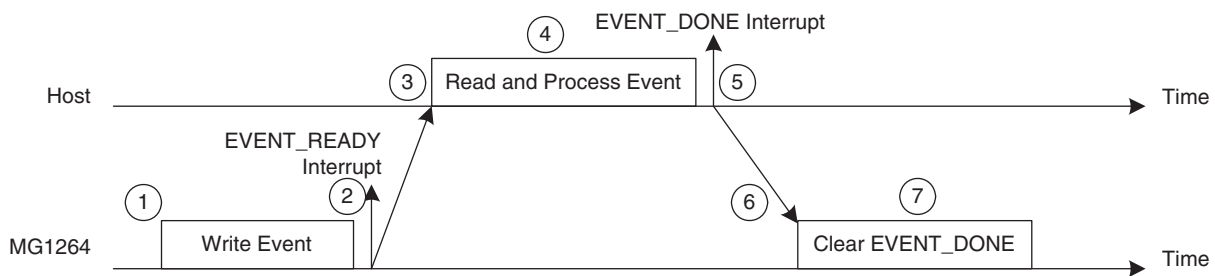 EVENT_DONE Interrupt
4
3
Read and Process Event
5
Host
Time
EVENT_READY
Interrupt
1
2
6
7
MG1264
Write Event
Clear EVENT_DONE
Time